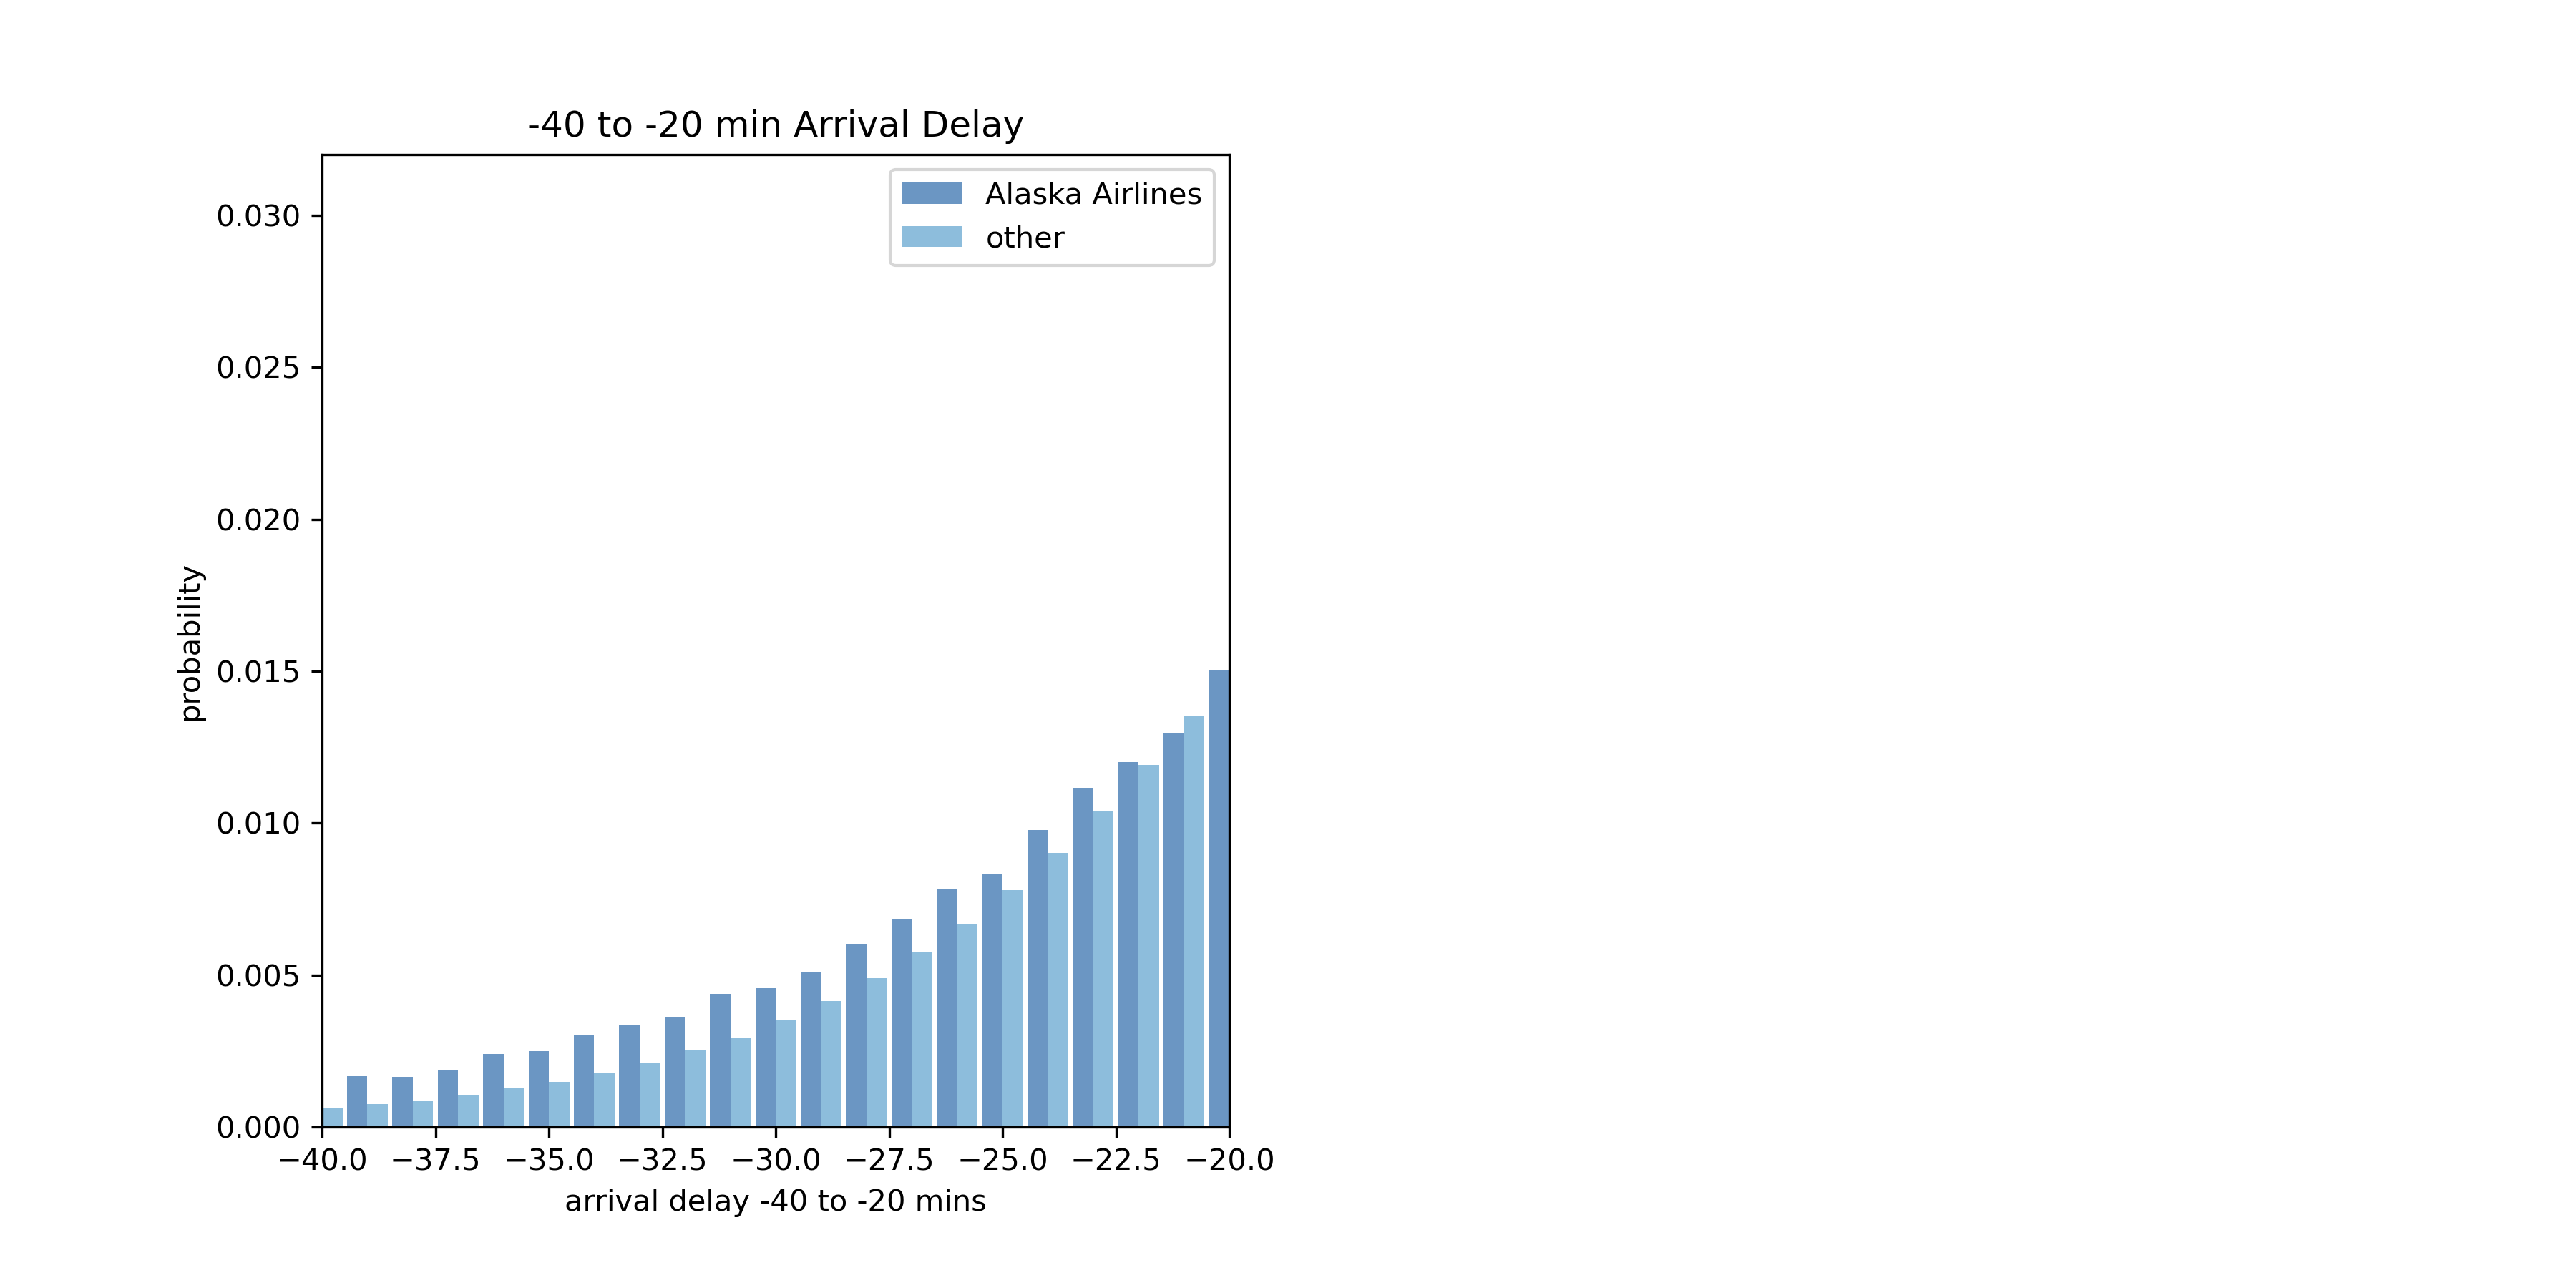 -40 to -20 min Arrival Delay
Alaska Airlines
other
probability
0.030
0.025
0.020
0.015
0.010
0.005
0.000
−40.0 −37.5 −35.0 −32.5 −30.0 −27.5 −25.0 −22.5 −20.0
arrival delay -40 to -20 mins